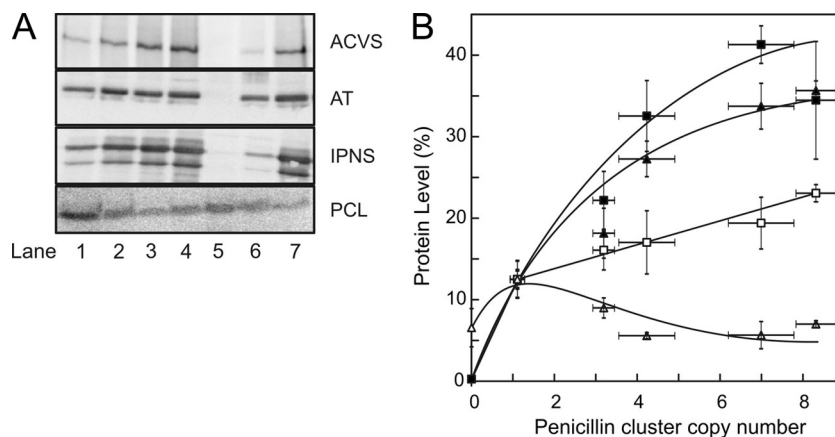 A
ACVS
AT
IPNS
PCL
Lane 1 2 3 4 5 6 7
B
Protein Level (%)
40
30
20
10
0
0 2 4 6 8
Penicillin cluster copy number